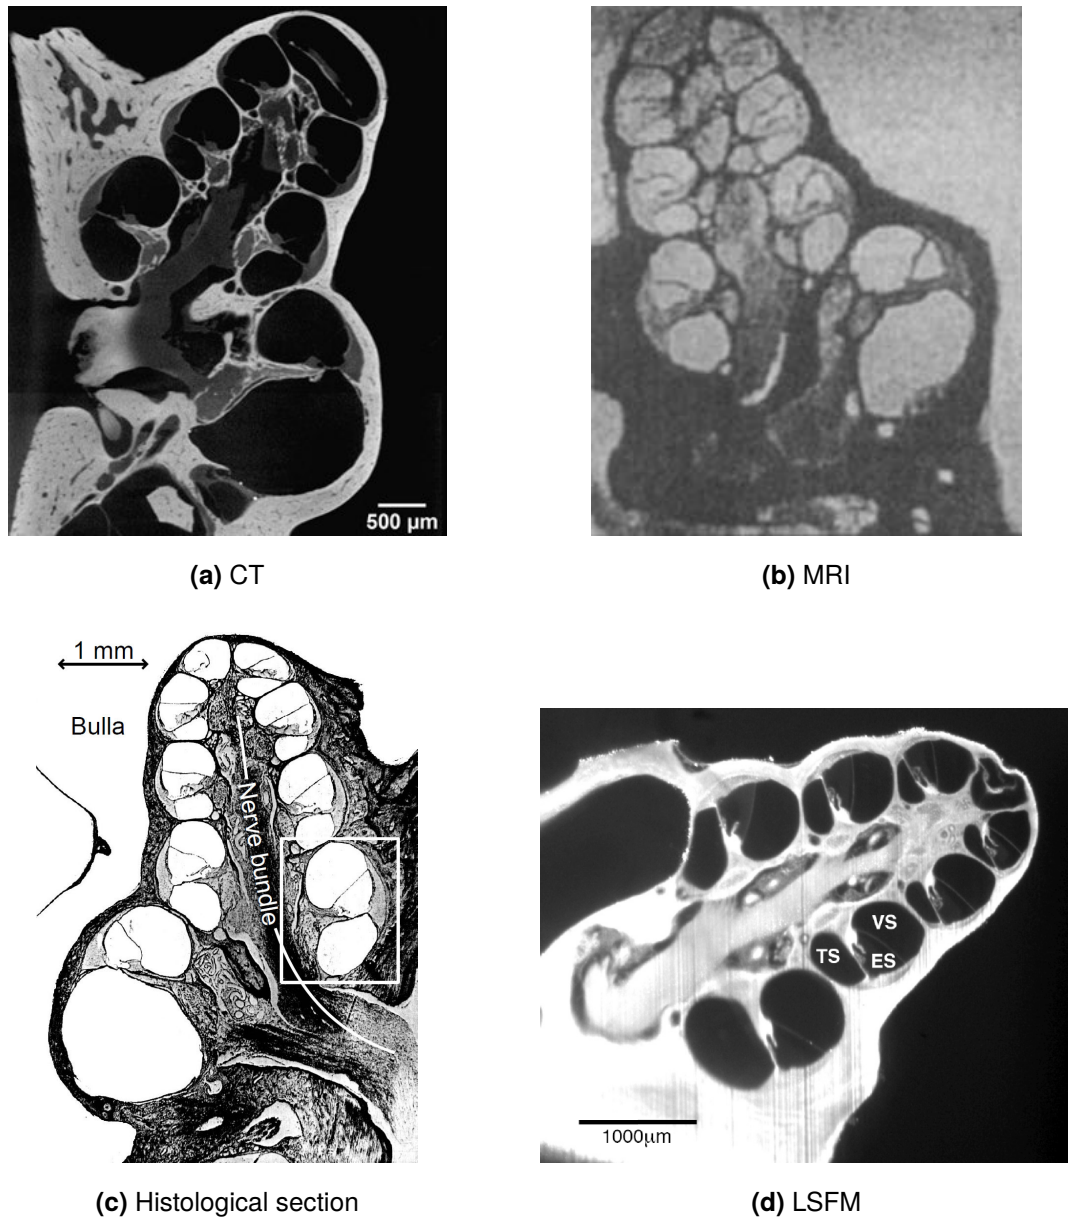 500 µm
(a) CT
(b) MRI
1 mm
Bulla
Nerve bundle
VS
TS
ES
1000µm
(c) Histological section
(d) LSFM